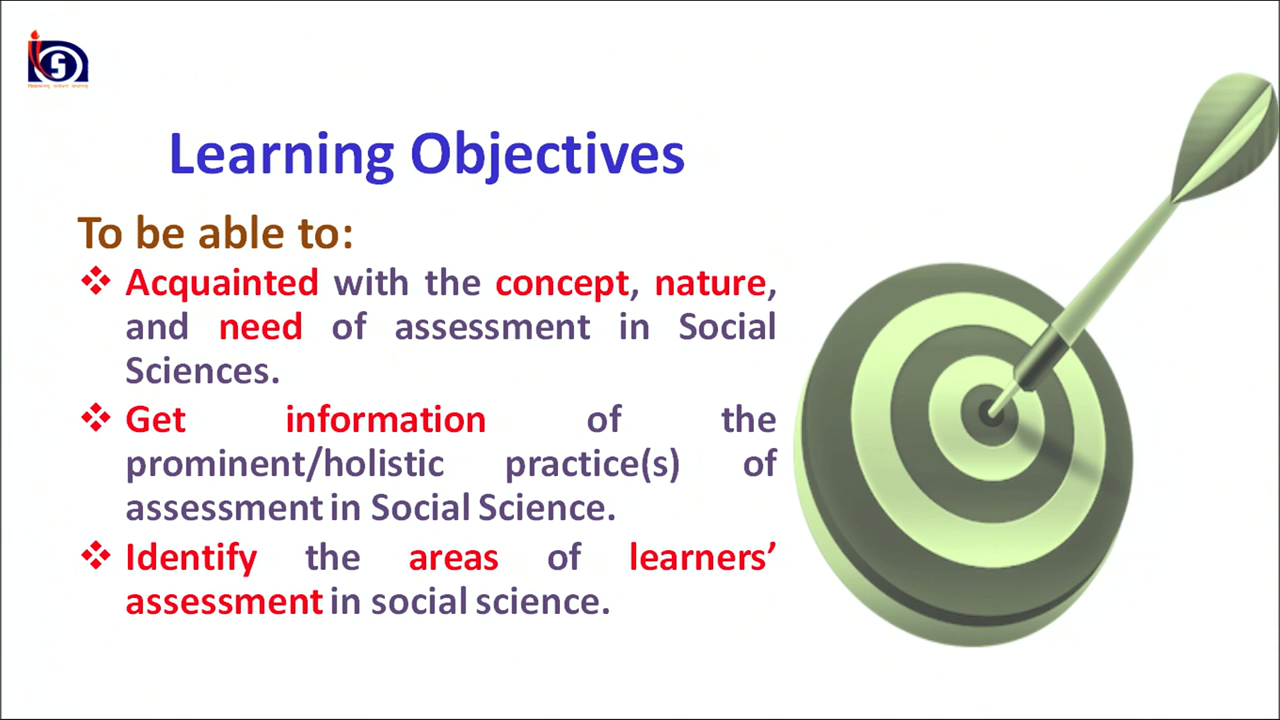 Learning Objectives
To be able to:
❖ Acquainted with the concept, nature,
and need of assessment in Social
Sciences.
❖ Get information of the
prominent/holistic practice(s) of
assessment in Social Science.
❖ Identify the areas of learners’
assessment in social science.